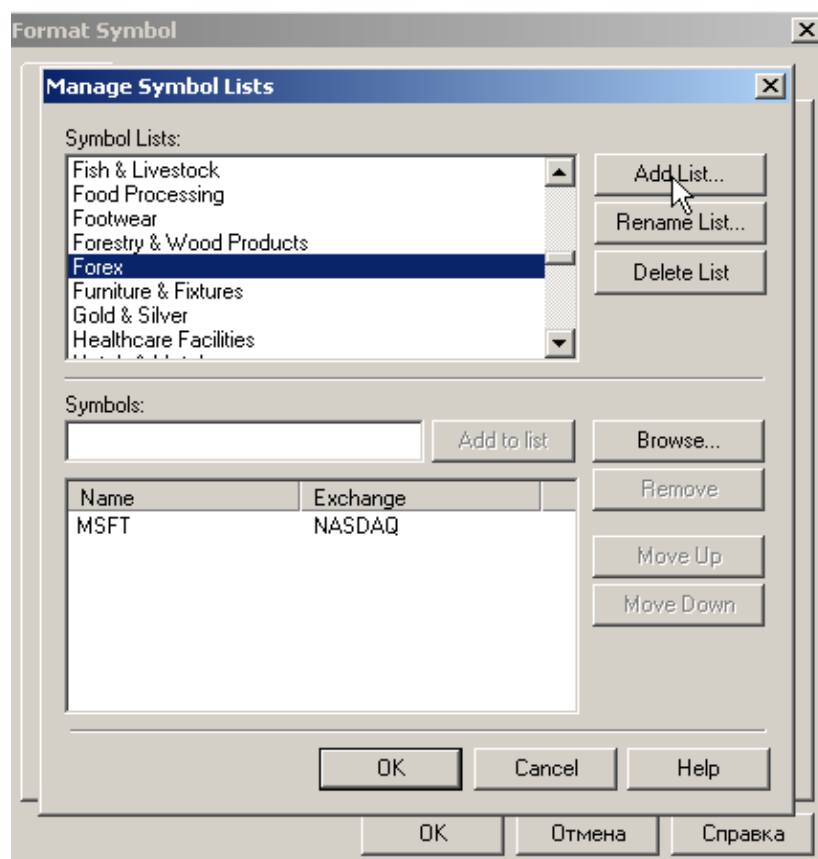 Format Symbol
Manage Symbol Lists
Symbol Lists:
Fish & Livestock
Food Processing
Footwear
Forestry & Wood Products
Forex
Furniture & Fixtures
Gold & Silver
Healthcare Facilities
Add List...
Rename List...
Delete List
Symbols:
Add to list
Browse...
Name Exchange
MSFT NASDAQ
Remove
Move Up
Move Down
OK Cancel Help
OK Отмена Справка